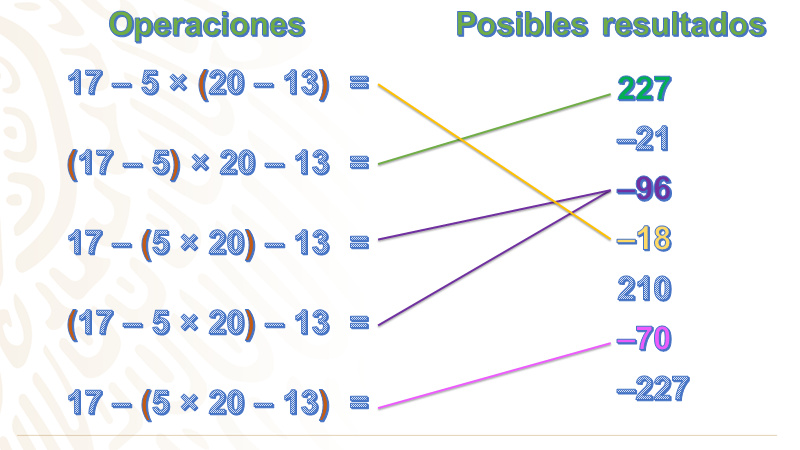 Operaciones
Posibles resultados
17 – 5 × (20 – 13) =
(17 – 5) × 20 – 13 =
17 – (5 × 20) – 13 =
(17 – 5 × 20) – 13 =
17 – (5 × 20 – 13) =
227
–21
–96
–18
210
–70
–227